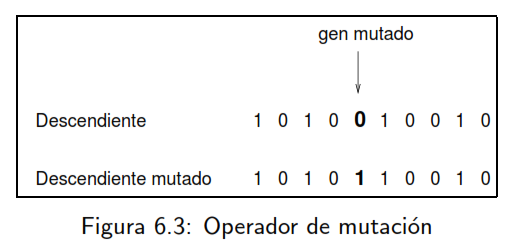 gen mutado
Descendiente 1 0 1 0 0 1 0 0 1 0
Descendiente mutado 1 0 1 0 1 1 0 0 1 0
Figura 6.3: Operador de mutación